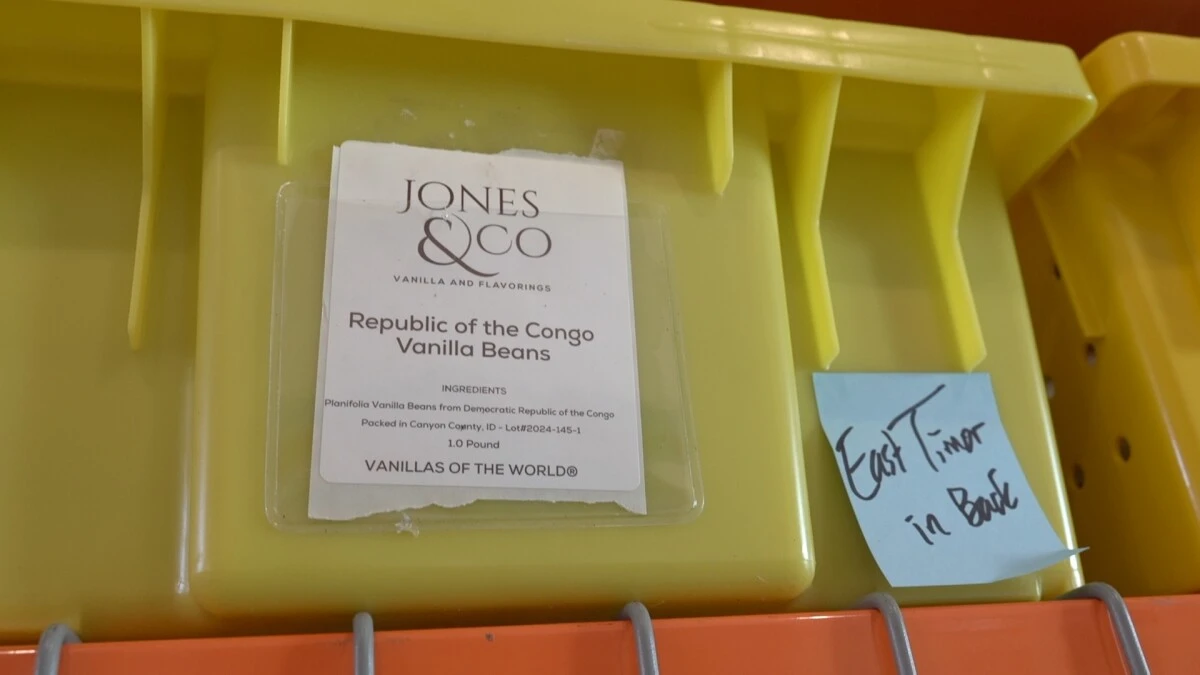 JONES
&CO
VANILLA AND FLAVORINGS
Republic of the Congo
Vanilla Beans
INGREDIENTS
Planifolia Vanilla Beans from Democratic Republic of the Congo
Packed in Canyon County, ID - Lot#2024-145-1
1.0 Pound
VANILLAS OF THE WORLD®
East Timor
in Back